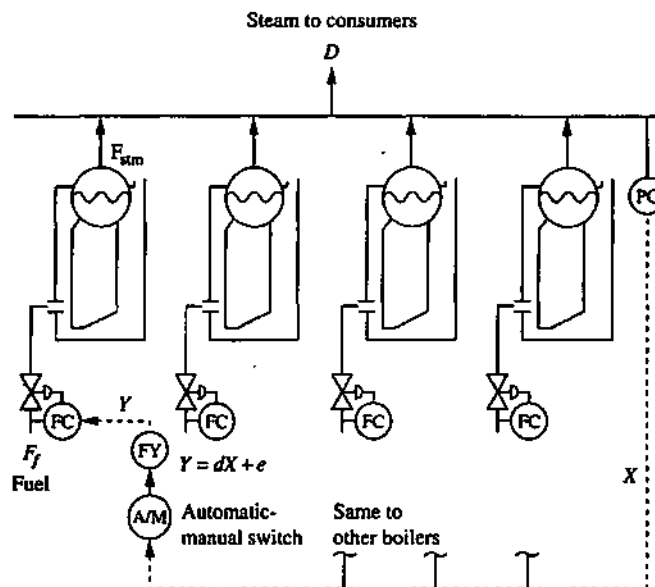 Steam to consumers
D
F_stm
PC
Y
FC
FC
FC
FC
F_f
Fuel
FY
Y = dX + e
X
A/M
Automatic-
manual switch
Same to
other boilers